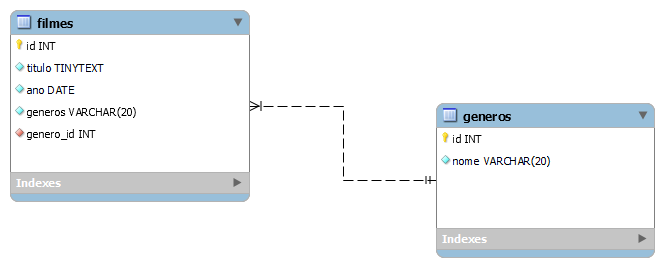 filmes
id INT
titulo TINYTEXT
ano DATE
generos VARCHAR(20)
genero_id INT
Indexes
generos
id INT
nome VARCHAR(20)
Indexes